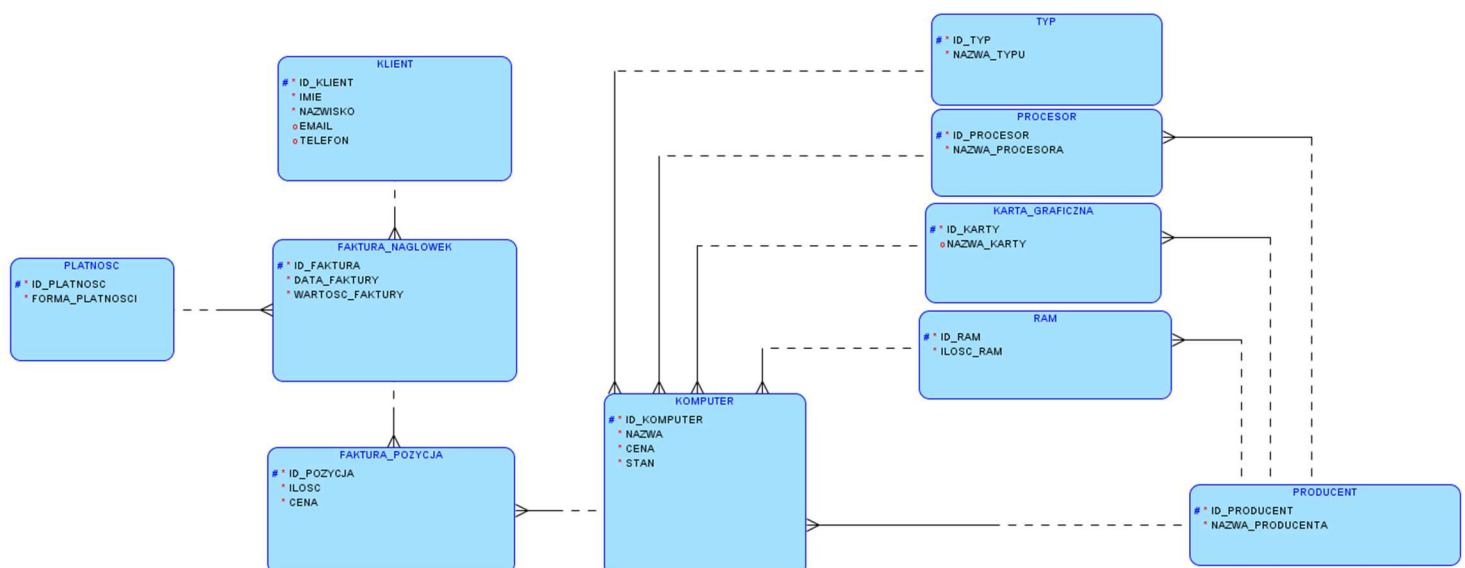 TYP
# * ID_TYP
* NAZWA_TYPU
KLIENT
# * ID_KLIENT
* IMIE
* NAZWISKO
o EMAIL
o TELEFON
PROCESOR
# * ID_PROCESOR
* NAZWA_PROCESORA
KARTA_GRAFICZNA
# * ID_KARTY
o NAZWA_KARTY
FAKTURA_NAGLOWEK
# * ID_FAKTURA
* DATA_FAKTURY
* WARTOSC_FAKTURY
PLATNOSC
# * ID_PLATNOSC
* FORMA_PLATNOSCI
RAM
# * ID_RAM
* ILOSC_RAM
KOMPUTER
# * ID_KOMPUTER
* NAZWA
* CENA
* STAN
FAKTURA_POZYCJA
# * ID_POZYCJA
* ILOSC
* CENA
PRODUCENT
# * ID_PRODUCENT
* NAZWA_PRODUCENTA